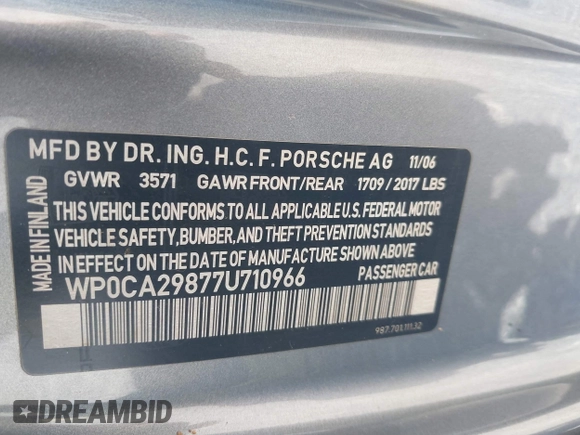 MFD BY DR. ING. H.C. F. PORSCHE AG 11/06
GVWR 3571 GAWR FRONT/REAR 1709 / 2017 LBS
THIS VEHICLE CONFORMS TO ALL APPLICABLE U.S. FEDERAL MOTOR
VEHICLE SAFETY, BUMPER, AND THEFT PREVENTION STANDARDS
IN EFFECT ON THE DATE OF MANUFACTURE SHOWN ABOVE
WP0CA29877U710966 PASSENGER CAR
987.701.111.32
MADE IN FINLAND
DREAMBID